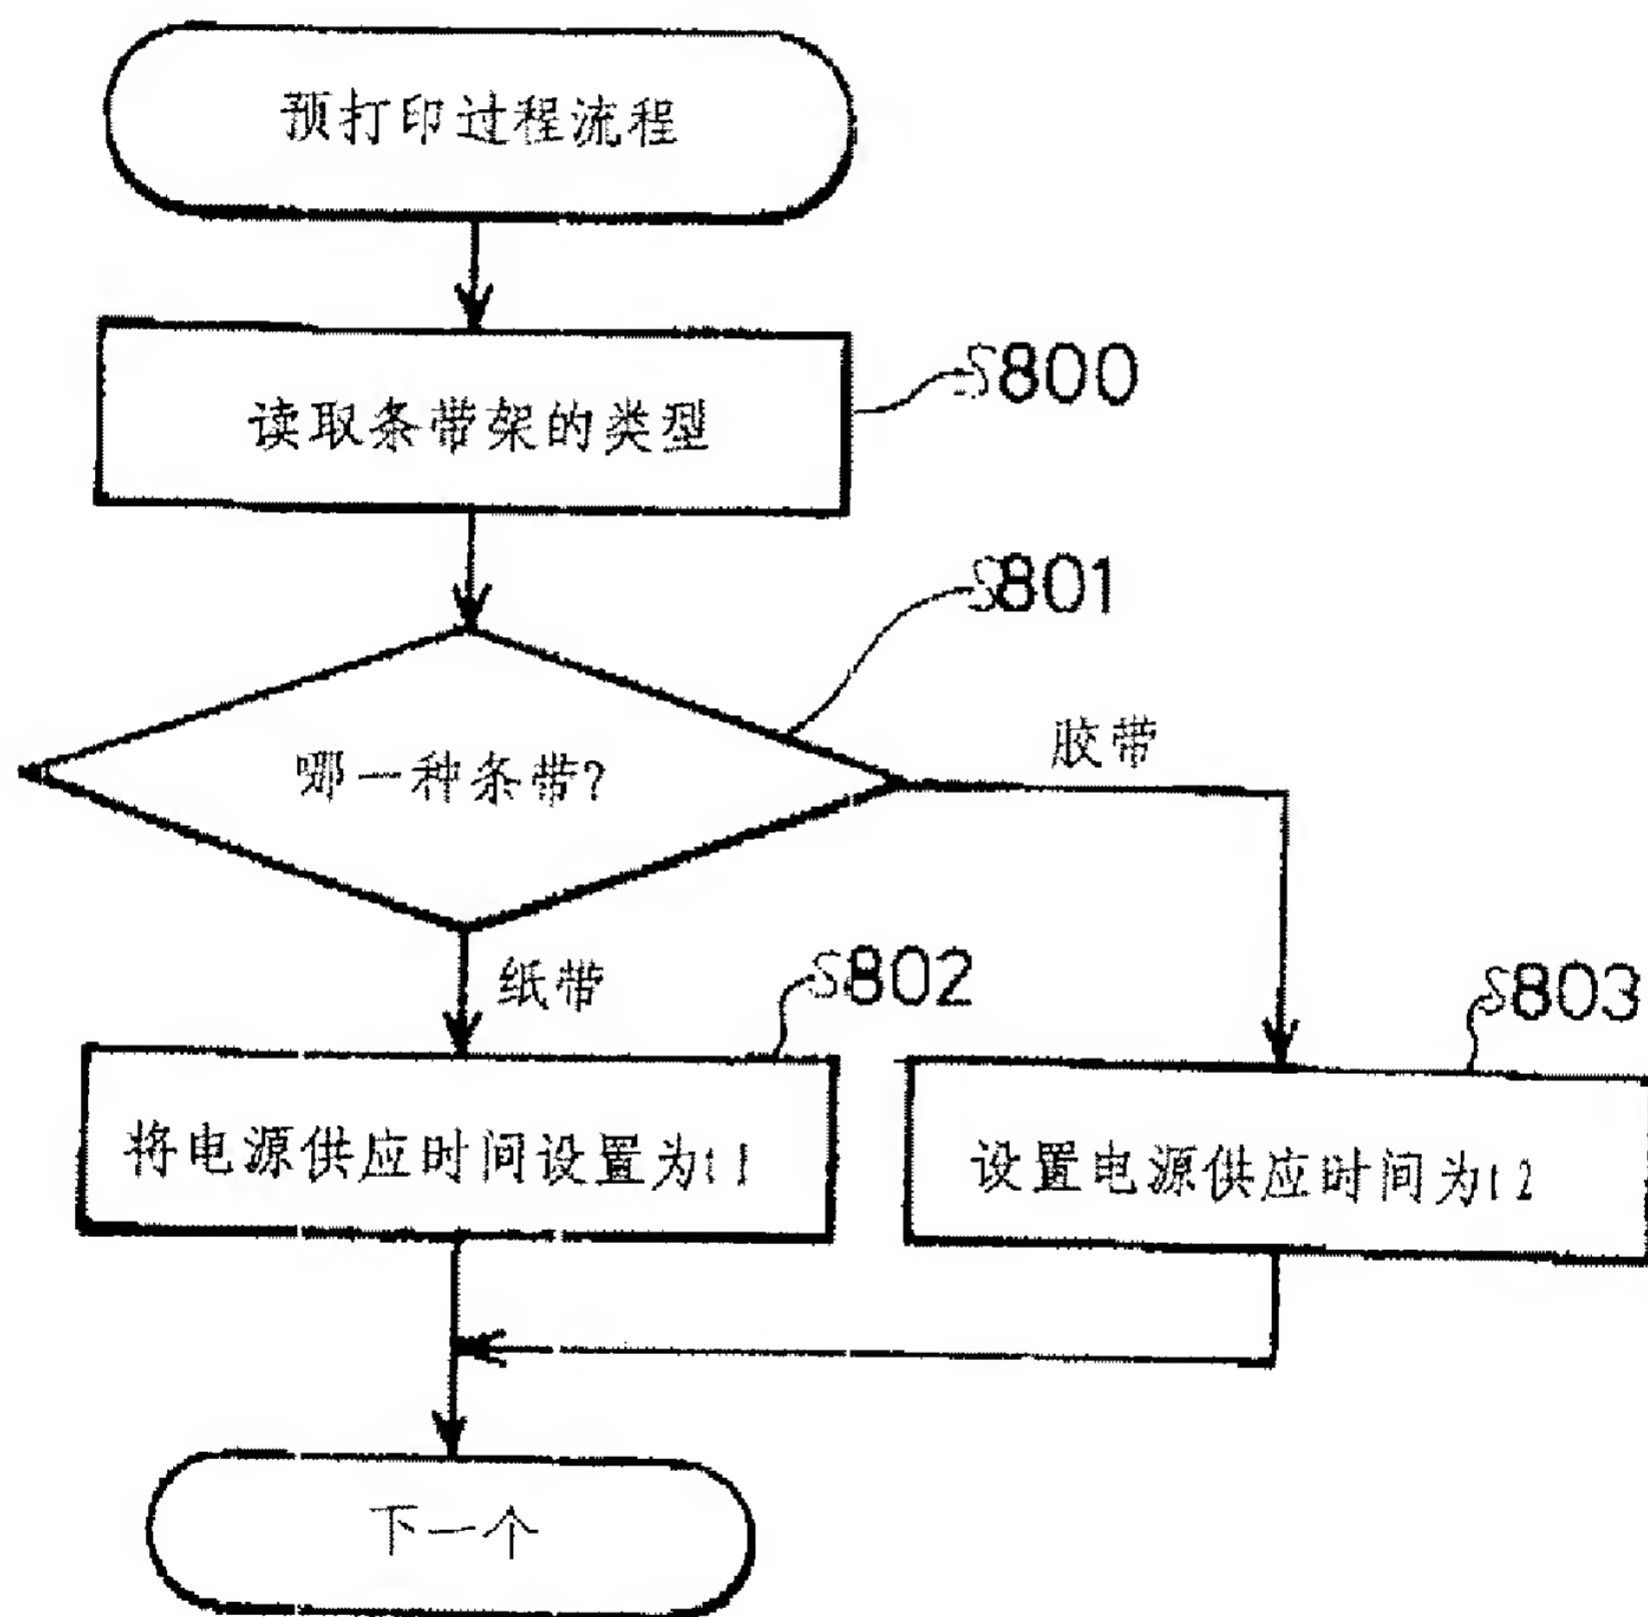 预打印过程流程
S800
读取条带架的类型
S801
哪一种条带?
胶带
纸带
S802
S803
将电源供应时间设置为t1
设置电源供应时间为t2
下一个